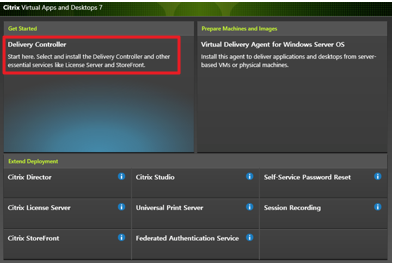 Citrix Virtual Apps and Desktops 7
Get Started
Delivery Controller
Start here. Select and install the Delivery Controller and other
essential services like License Server and StoreFront.
Prepare Machines and Images
Virtual Delivery Agent for Windows Server OS
Install this agent to deliver applications and desktops from server-
based VMs or physical machines.
Extend Deployment
Citrix Director
Citrix Studio
Self-Service Password Reset
Citrix License Server
Universal Print Server
Session Recording
Citrix StoreFront
Federated Authentication Service